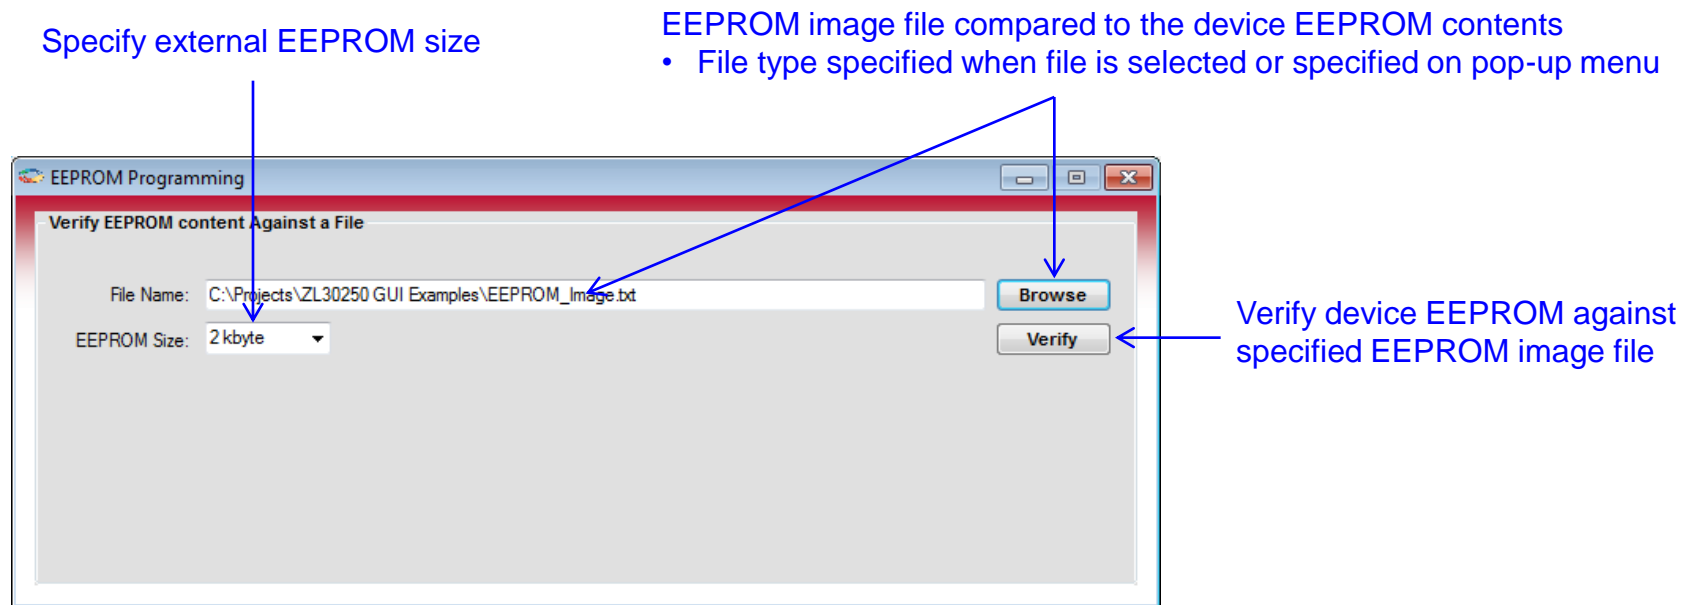 Specify external EEPROM size
EEPROM image file compared to the device EEPROM contents
• File type specified when file is selected or specified on pop-up menu
EEPROM Programming
Verify EEPROM content Against a File
File Name: C:\Projects\ZL30250 GUI Examples\EEPROM_Image.txt Browse
EEPROM Size: 2 kbyte Verify
Verify device EEPROM against
specified EEPROM image file